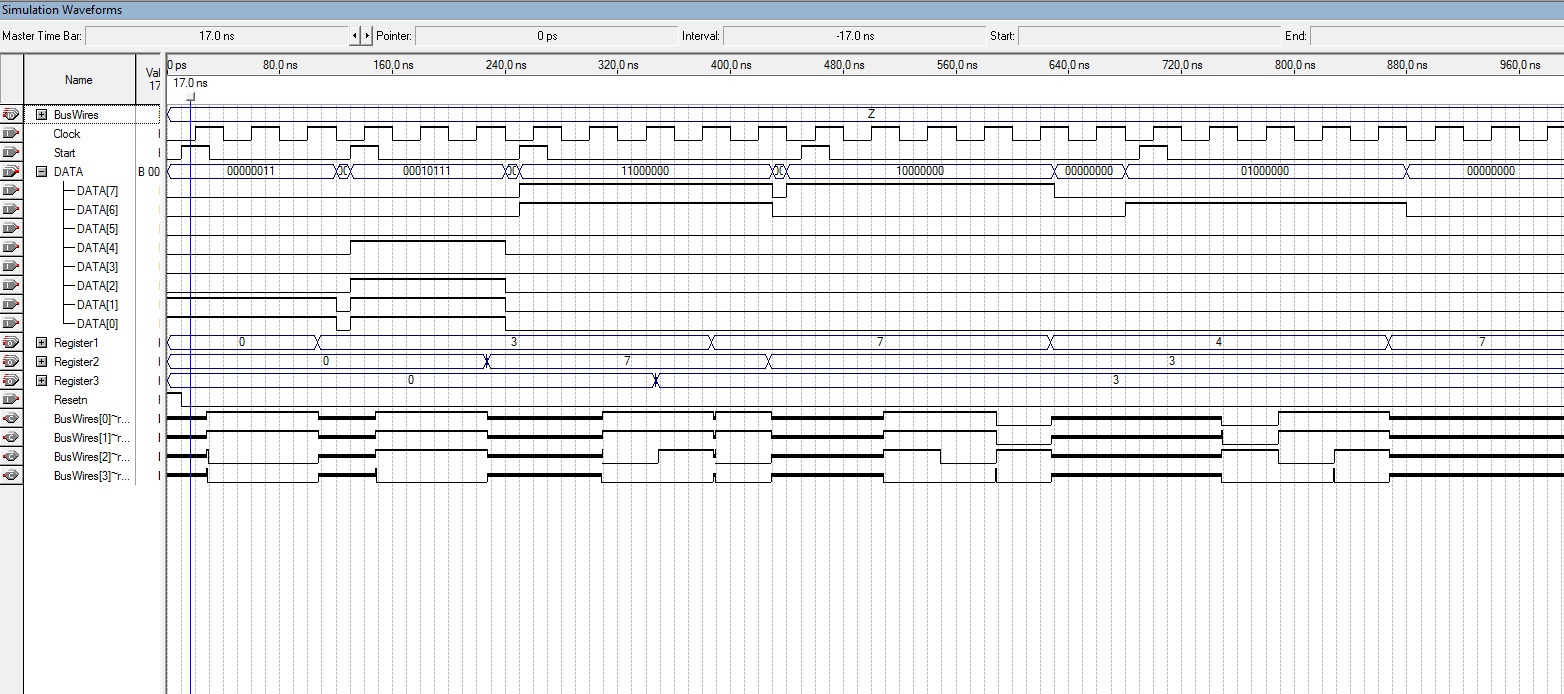 Simulation Waveforms
Master Time Bar: 17.0 ns Pointer: 0 ps Interval: -17.0 ns Start: End:
Name Val 17 0 ps 80.0 ns 160.0 ns 240.0 ns 320.0 ns 400.0 ns 480.0 ns 560.0 ns 640.0 ns 720.0 ns 800.0 ns 880.0 ns 960.0 ns
17.0 ns
BusWires Z
Clock
Start
DATA B 00 00000011 00010111 11000000 10000000 00000000 01000000 00000000
DATA[7]
DATA[6]
DATA[5]
DATA[4]
DATA[3]
DATA[2]
DATA[1]
DATA[0]
Register1 0 3 7 4 7
Register2 0 7 3
Register3 0 3
Resetn
BusWires[0]~r...
BusWires[1]~r...
BusWires[2]~r...
BusWires[3]~r...